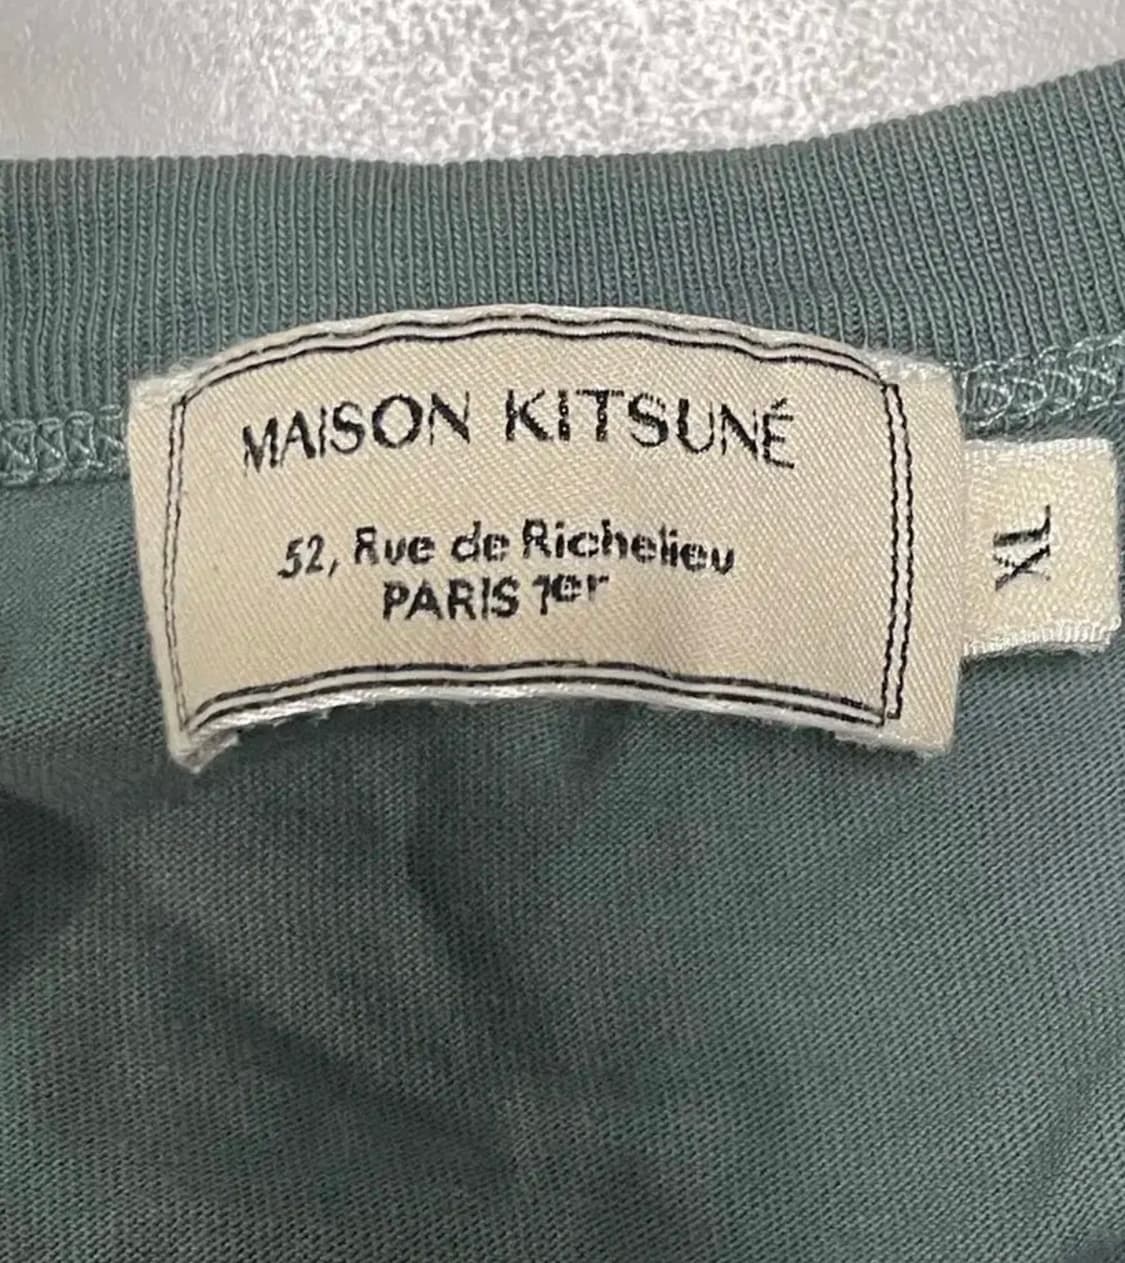 MAISON KITSUNÉ
52, Rue de Richelieu
PARIS 1er
XL